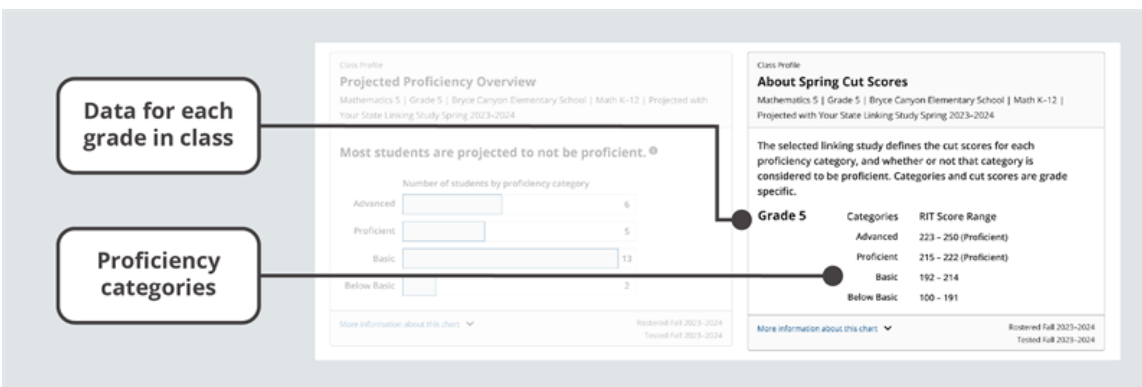 Data for each
grade in class
Proficiency
categories
Class Profile
Projected Proficiency Overview
Mathematics 5 | Grade 5 | Bryce Canyon Elementary School | Math K–12 | Projected with
Your State Linking Study Spring 2023–2024
Most students are projected to not be proficient.
Number of students by proficiency category
Advanced 6
Proficient 5
Basic 13
Below Basic 2
More information about this chart
Rostered Fall 2023–2024
Tested Fall 2023–2024
Class Profile
About Spring Cut Scores
Mathematics 5 | Grade 5 | Bryce Canyon Elementary School | Math K–12 |
Projected with Your State Linking Study Spring 2023–2024
The selected linking study defines the cut scores for each
proficiency category, and whether or not that category is
considered to be proficient. Categories and cut scores are grade
specific.
Grade 5 Categories RIT Score Range
Advanced 223 – 250 (Proficient)
Proficient 215 – 222 (Proficient)
Basic 192 – 214
Below Basic 100 – 191
More information about this chart
Rostered Fall 2023–2024
Tested Fall 2023–2024